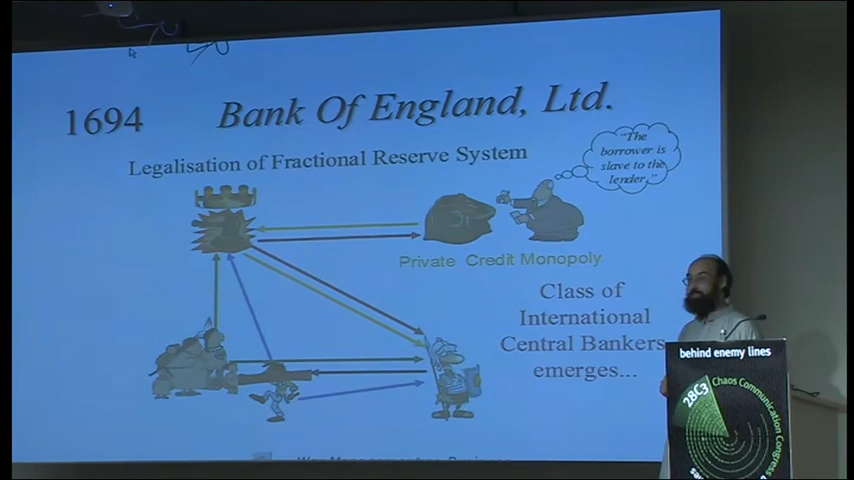 1694 Bank Of England, Ltd.
Legalisation of Fractional Reserve System
"The
borrower is
slave to the
lender."
Private Credit Monopoly
Class of
International
Central Bankers
emerges...
behind enemy lines
28C3
Chaos Communication Congress